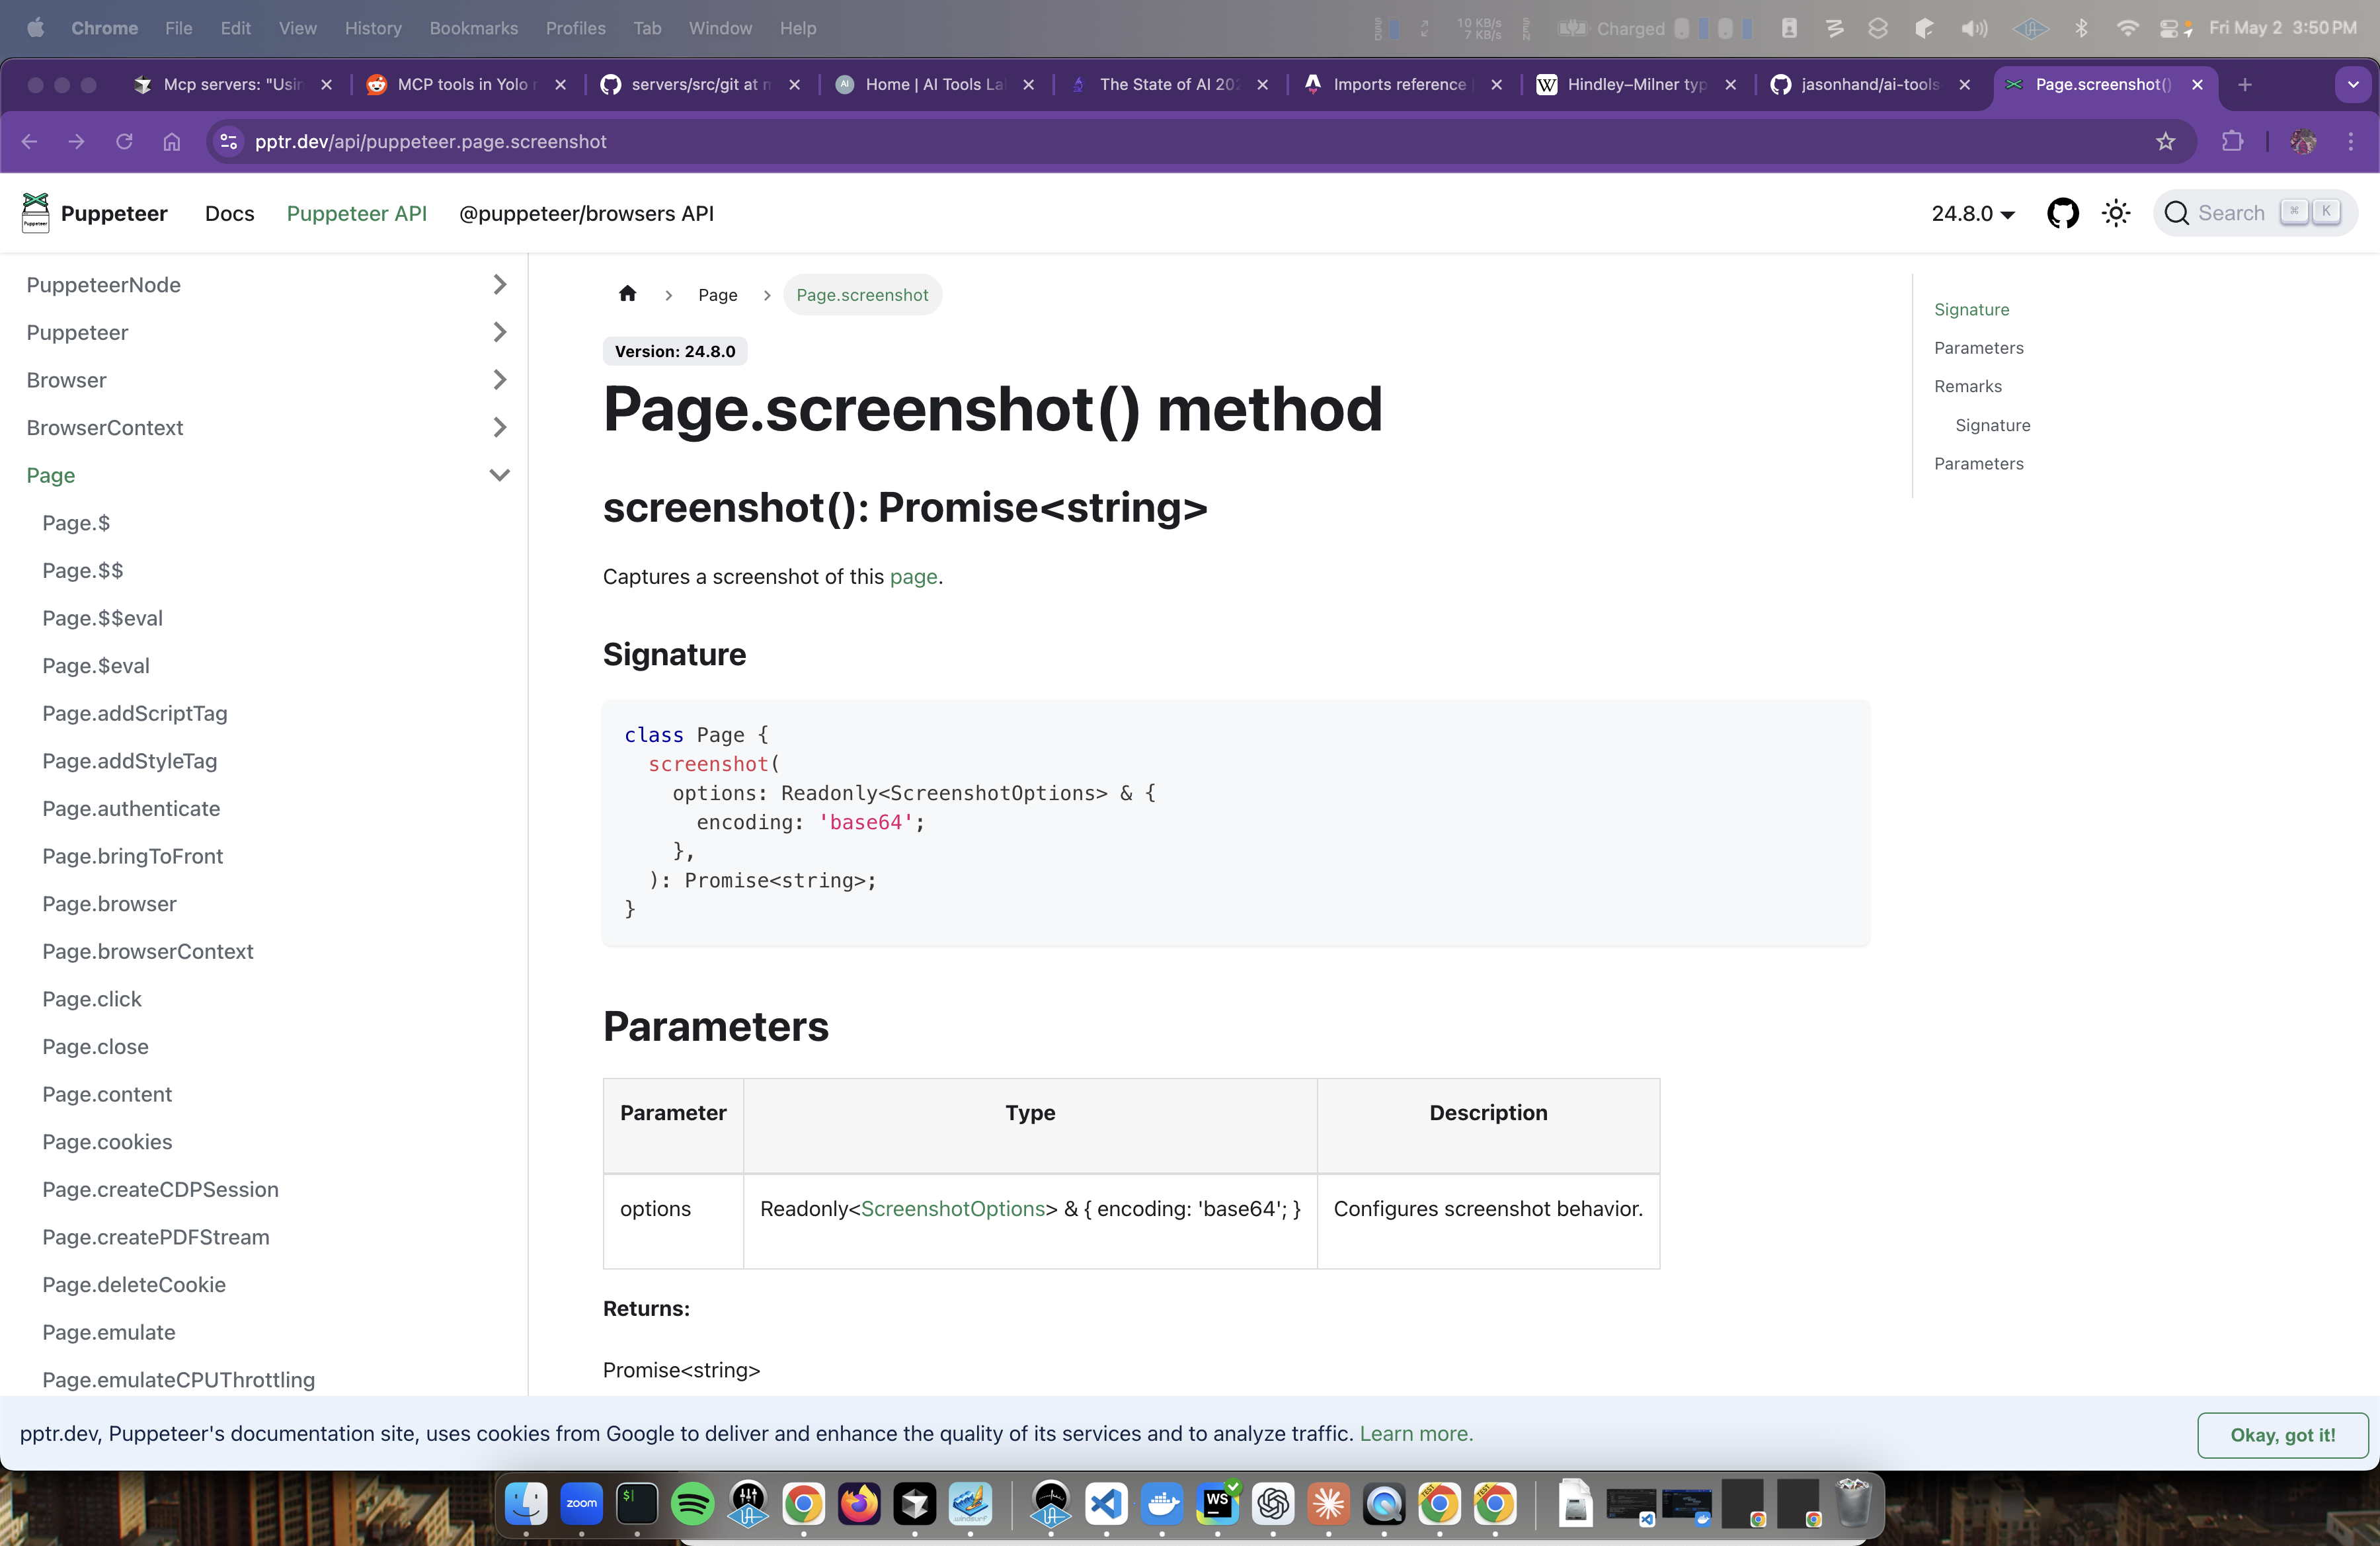 Chrome File Edit View History Bookmarks Profiles Tab Window Help
10 KB/s
7 KB/s
Charged
Fri May 2 3:50 PM
Mcp servers: "Usin
MCP tools in Yolo
servers/src/git at
Home | AI Tools La
The State of AI 202
Imports reference
Hindley–Milner typ
jasonhand/ai-tools
Page.screenshot()
pptr.dev/api/puppeteer.page.screenshot
Puppeteer Docs Puppeteer API @puppeteer/browsers API
24.8.0
Search ⌘ K
PuppeteerNode
Puppeteer
Browser
BrowserContext
Page
Page.$
Page.$$
Page.$$eval
Page.$eval
Page.addScriptTag
Page.addStyleTag
Page.authenticate
Page.bringToFront
Page.browser
Page.browserContext
Page.click
Page.close
Page.content
Page.cookies
Page.createCDPSession
Page.createPDFStream
Page.deleteCookie
Page.emulate
Page.emulateCPUThrottling
Page
Page.screenshot
Version: 24.8.0
Page.screenshot() method
screenshot(): Promise<string>
Captures a screenshot of this page.
Signature
class Page {
  screenshot(
    options: Readonly<ScreenshotOptions> & {
      encoding: 'base64';
    },
  ): Promise<string>;
}
Parameters
Parameter Type Description
options Readonly<ScreenshotOptions> & { encoding: 'base64'; } Configures screenshot behavior.
Returns:
Promise<string>
Signature
Parameters
Remarks
Signature
Parameters
pptr.dev, Puppeteer's documentation site, uses cookies from Google to deliver and enhance the quality of its services and to analyze traffic. Learn more.
Okay, got it!
zoom
$
WS
TEST
TEST